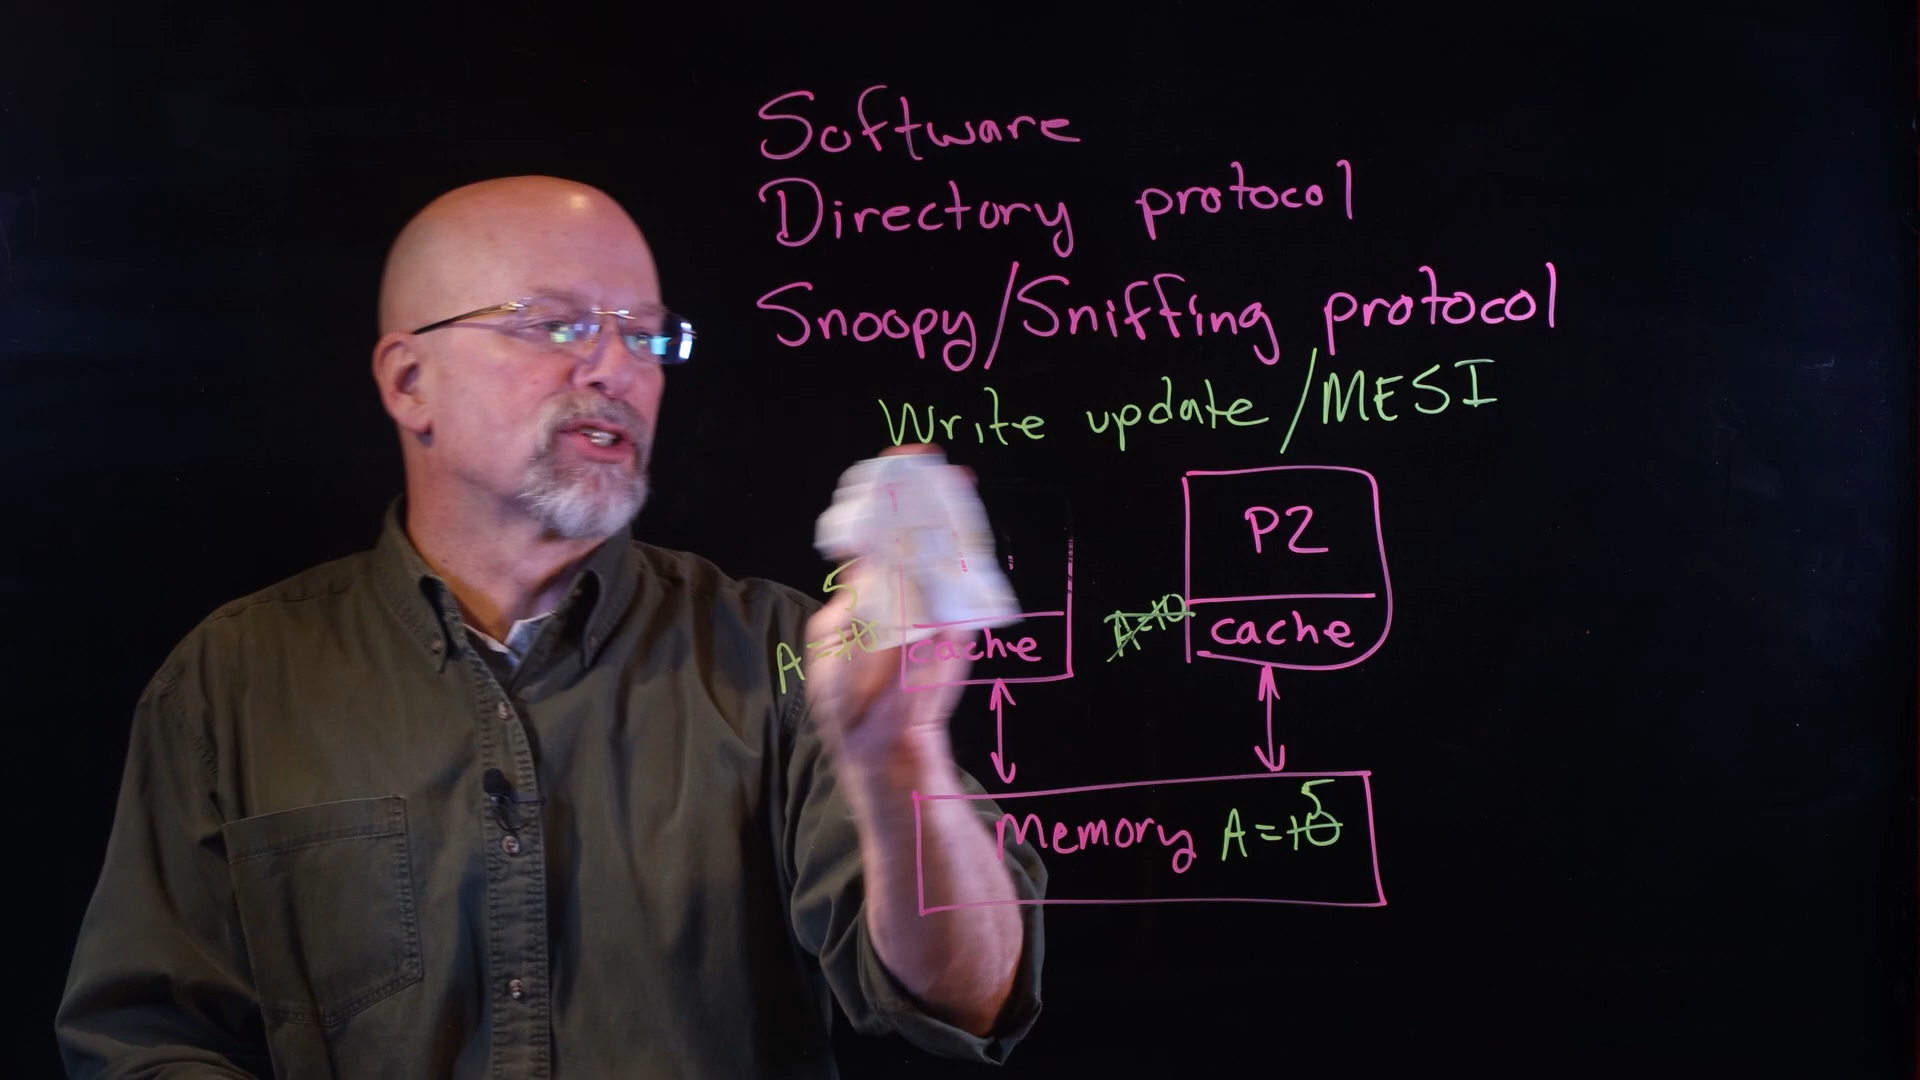 Software
Directory protocol
Snoopy/Sniffing protocol
Write update/MESI
P2
5
A=10
cache
A=10
cache
5
Memory A=10